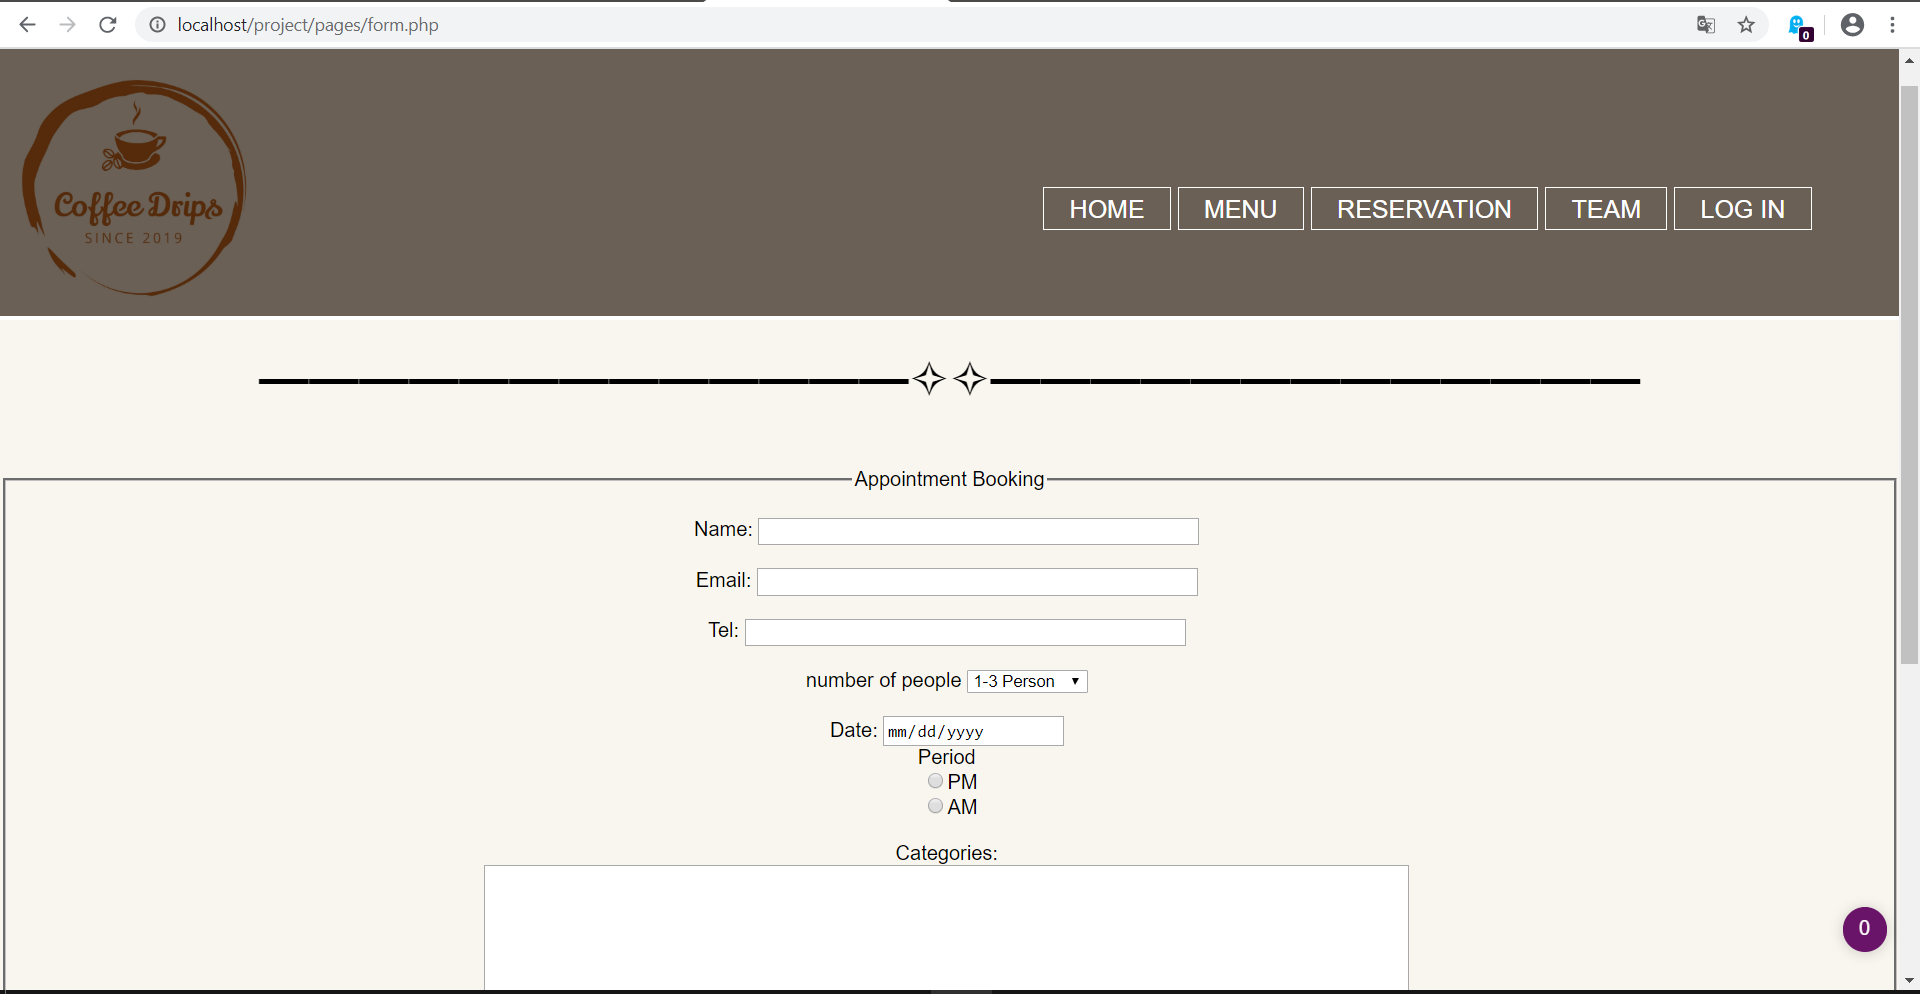 localhost/project/pages/form.php
0
Coffee Drips
SINCE 2019
HOME MENU RESERVATION TEAM LOG IN
Appointment Booking
Name:
Email:
Tel:
number of people 1-3 Person
Date: mm/dd/yyyy
Period
PM
AM
Categories:
0